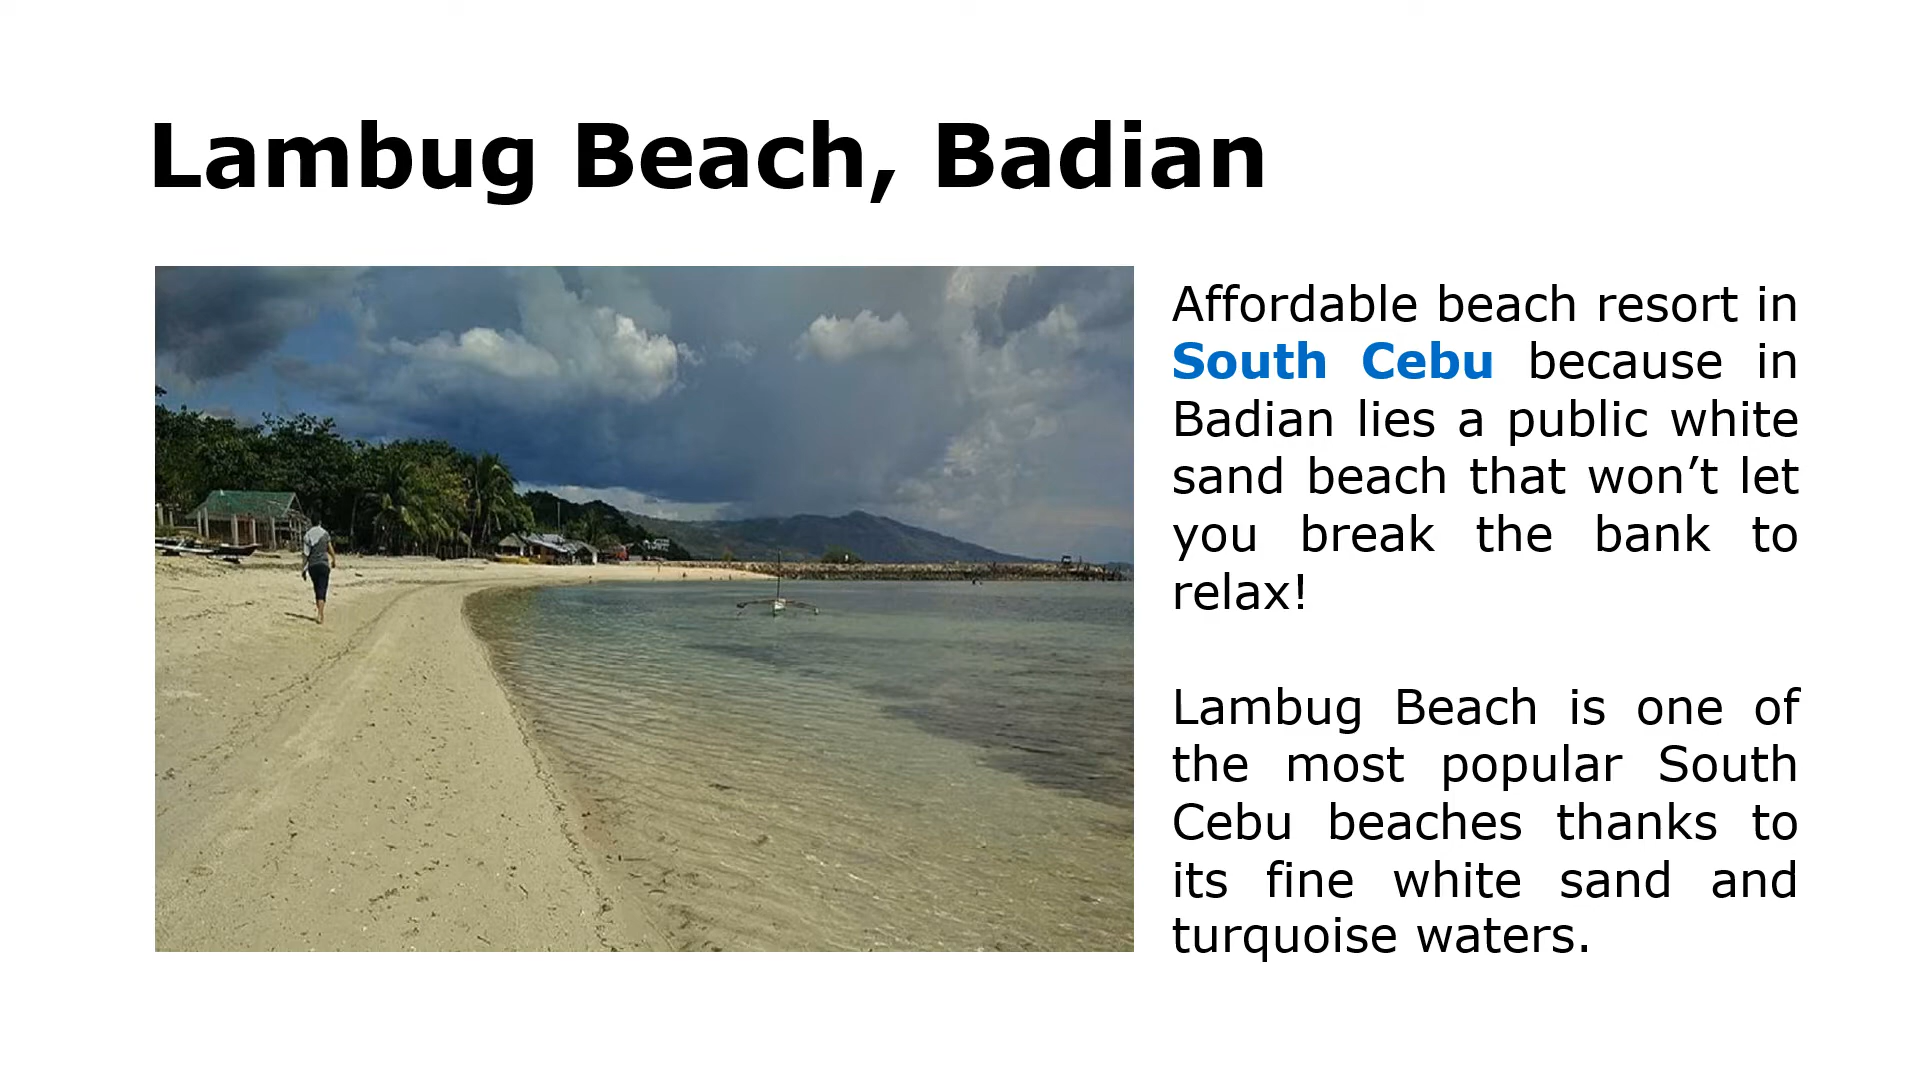 Lambug Beach, Badian
Affordable beach resort in
South Cebu because in
Badian lies a public white
sand beach that won’t let
you break the bank to
relax!
Lambug Beach is one of
the most popular South
Cebu beaches thanks to
its fine white sand and
turquoise waters.